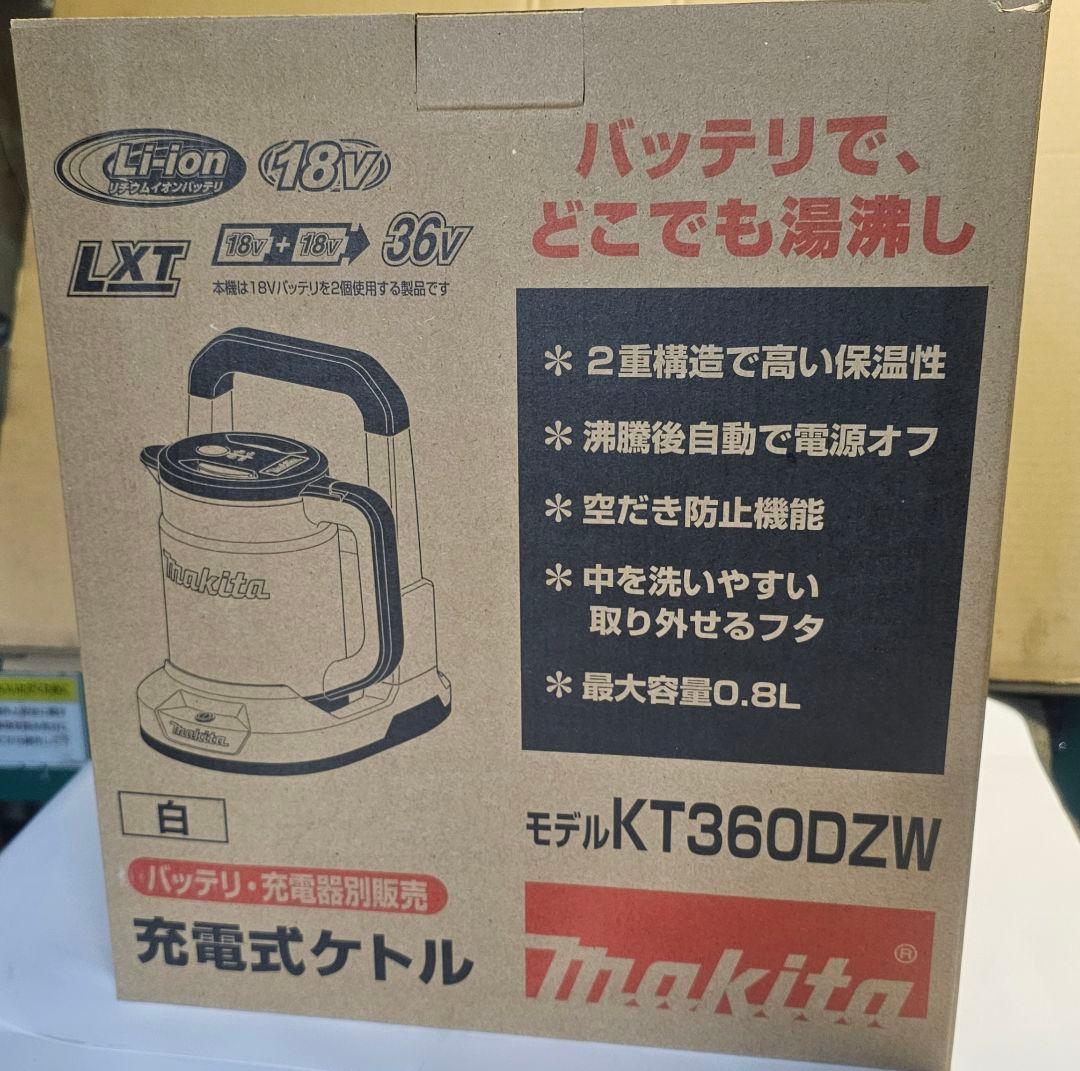 Li-ion
リチウムイオンバッテリ
18V
LXT
18V + 18V 36V
本機は18Vバッテリを2個使用する製品です
バッテリで、
どこでも湯沸し
＊２重構造で高い保温性
＊沸騰後自動で電源オフ
＊空だき防止機能
＊中を洗いやすい
取り外せるフタ
＊最大容量0.8L
makita
makita
白
モデルKT360DZW
バッテリ・充電器別販売
充電式ケトル
makita®